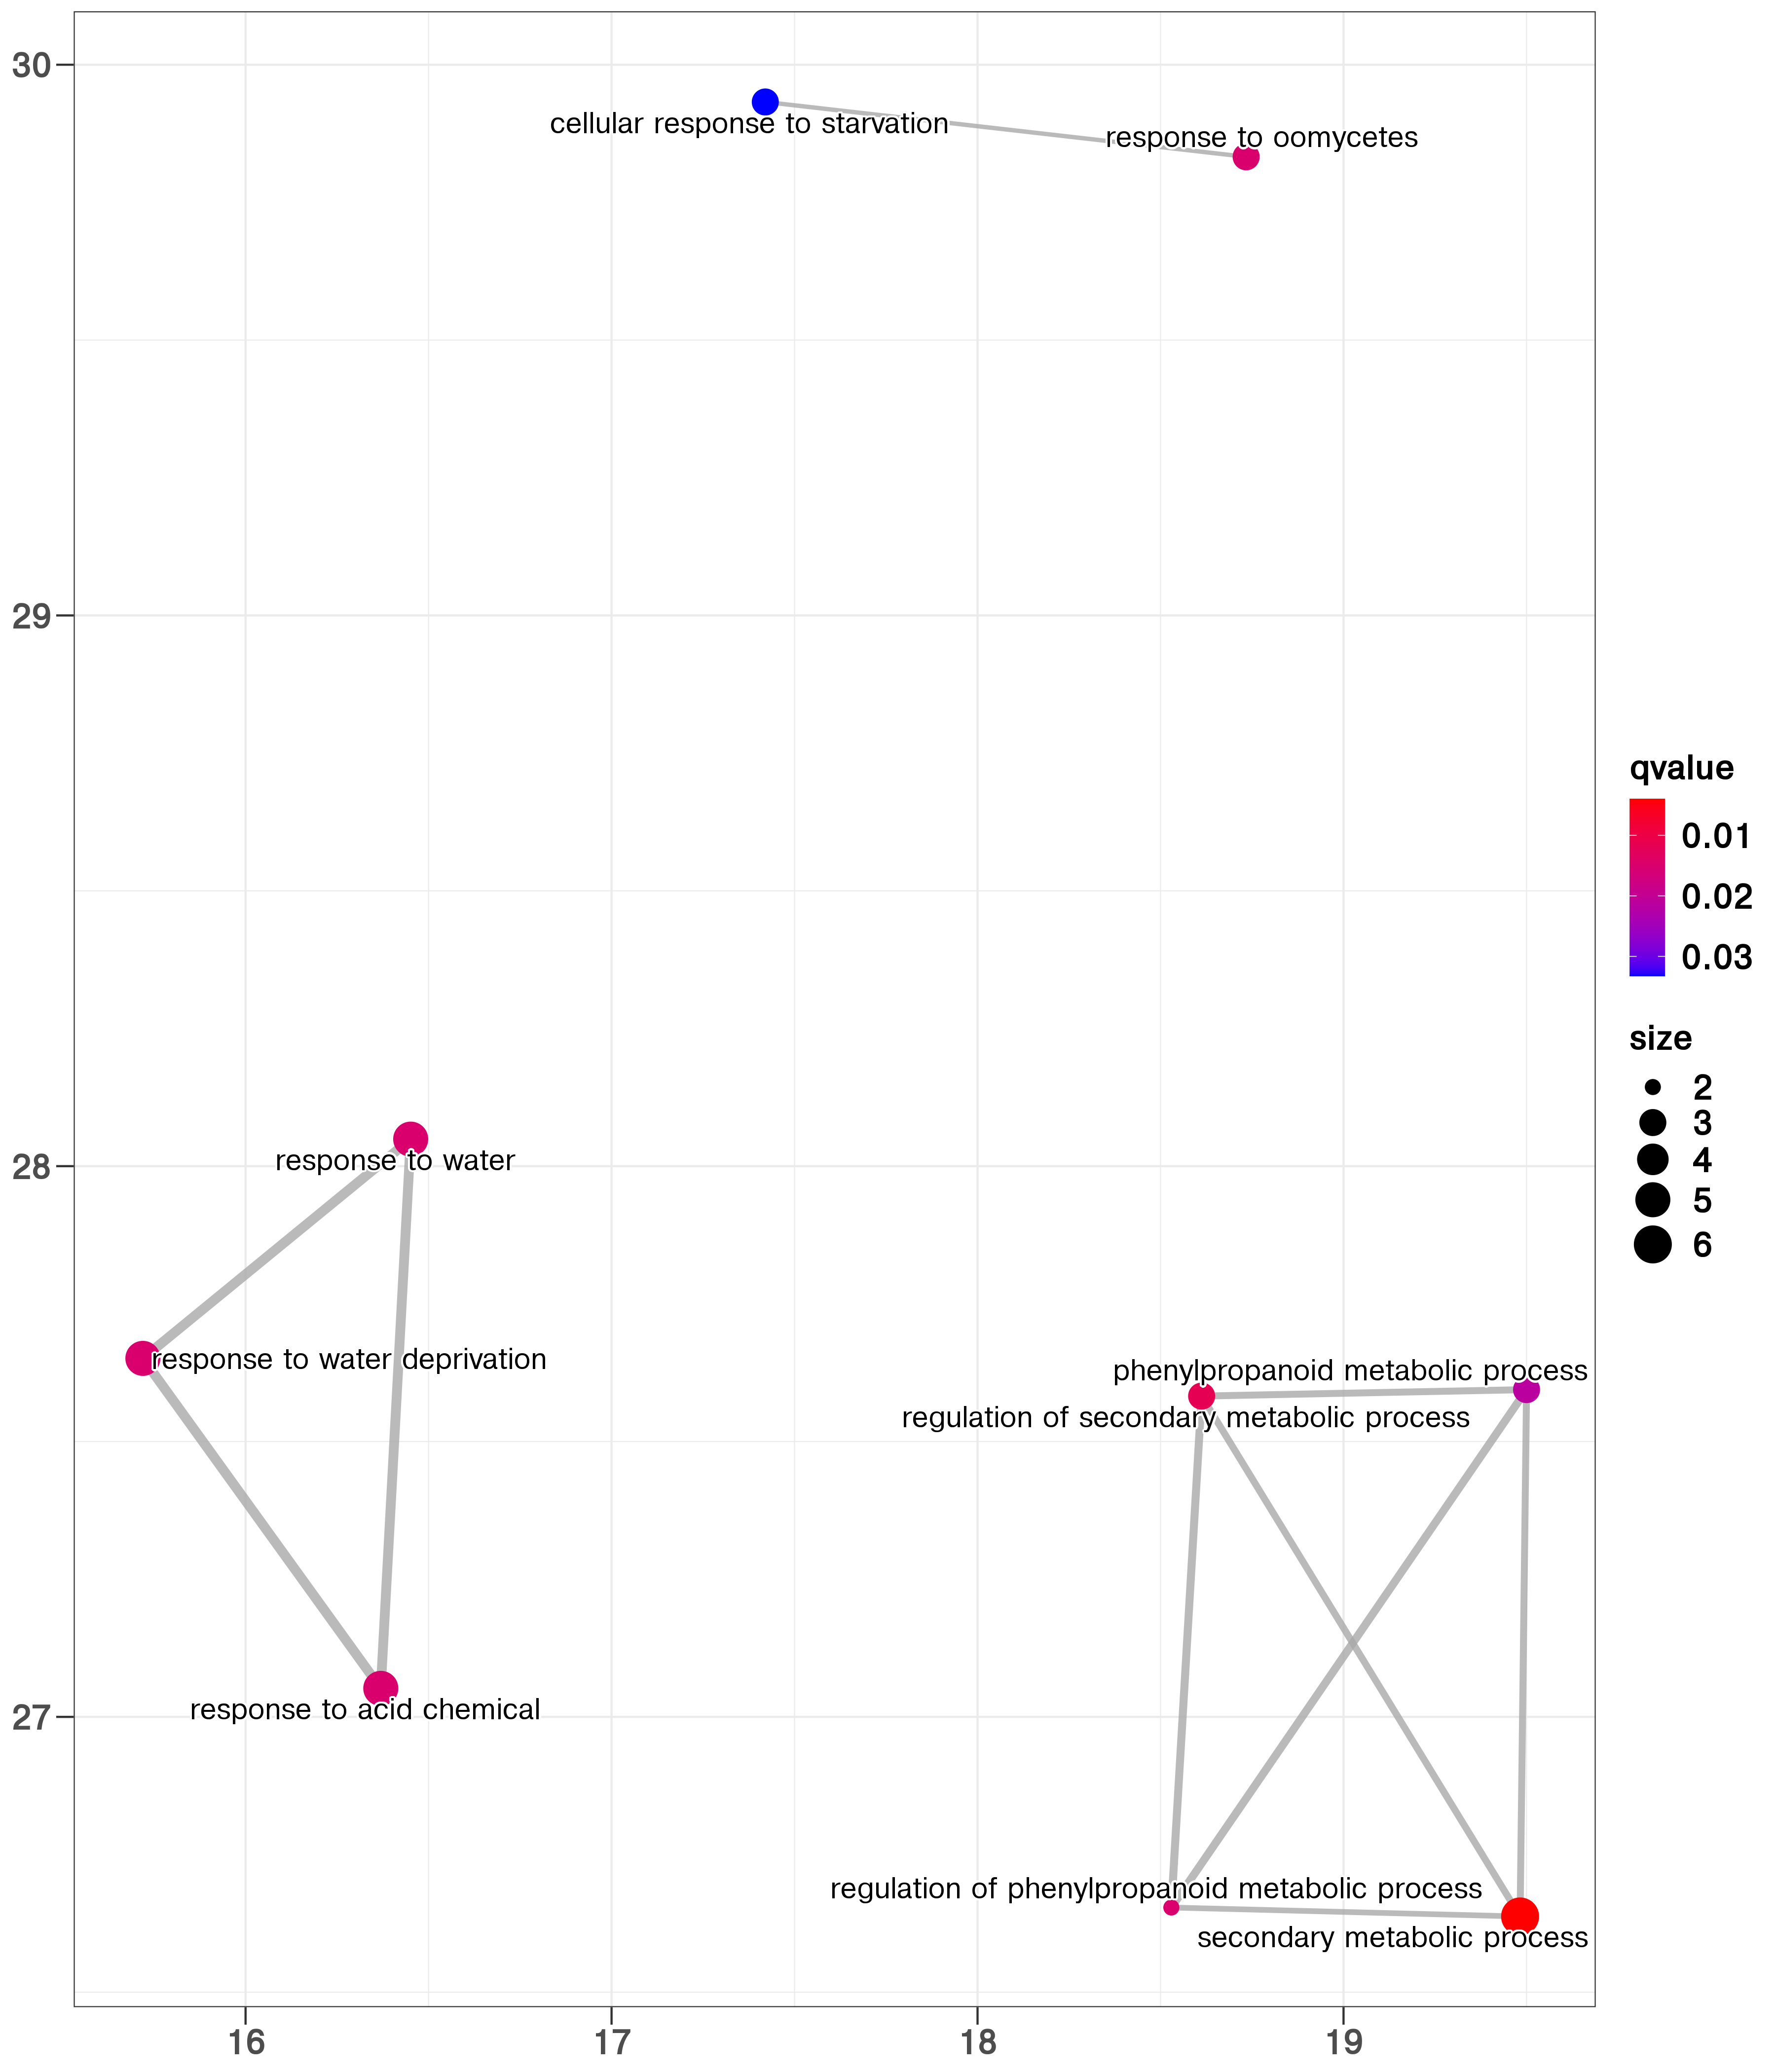 30
cellular response to starvation
response to oomycetes
29
qvalue
0.01
0.02
0.03
size
2
3
4
5
6
response to water
28
response to water deprivation
phenylpropanoid metabolic process
regulation of secondary metabolic process
response to acid chemical
27
regulation of phenylpropanoid metabolic process
secondary metabolic process
16
17
18
19